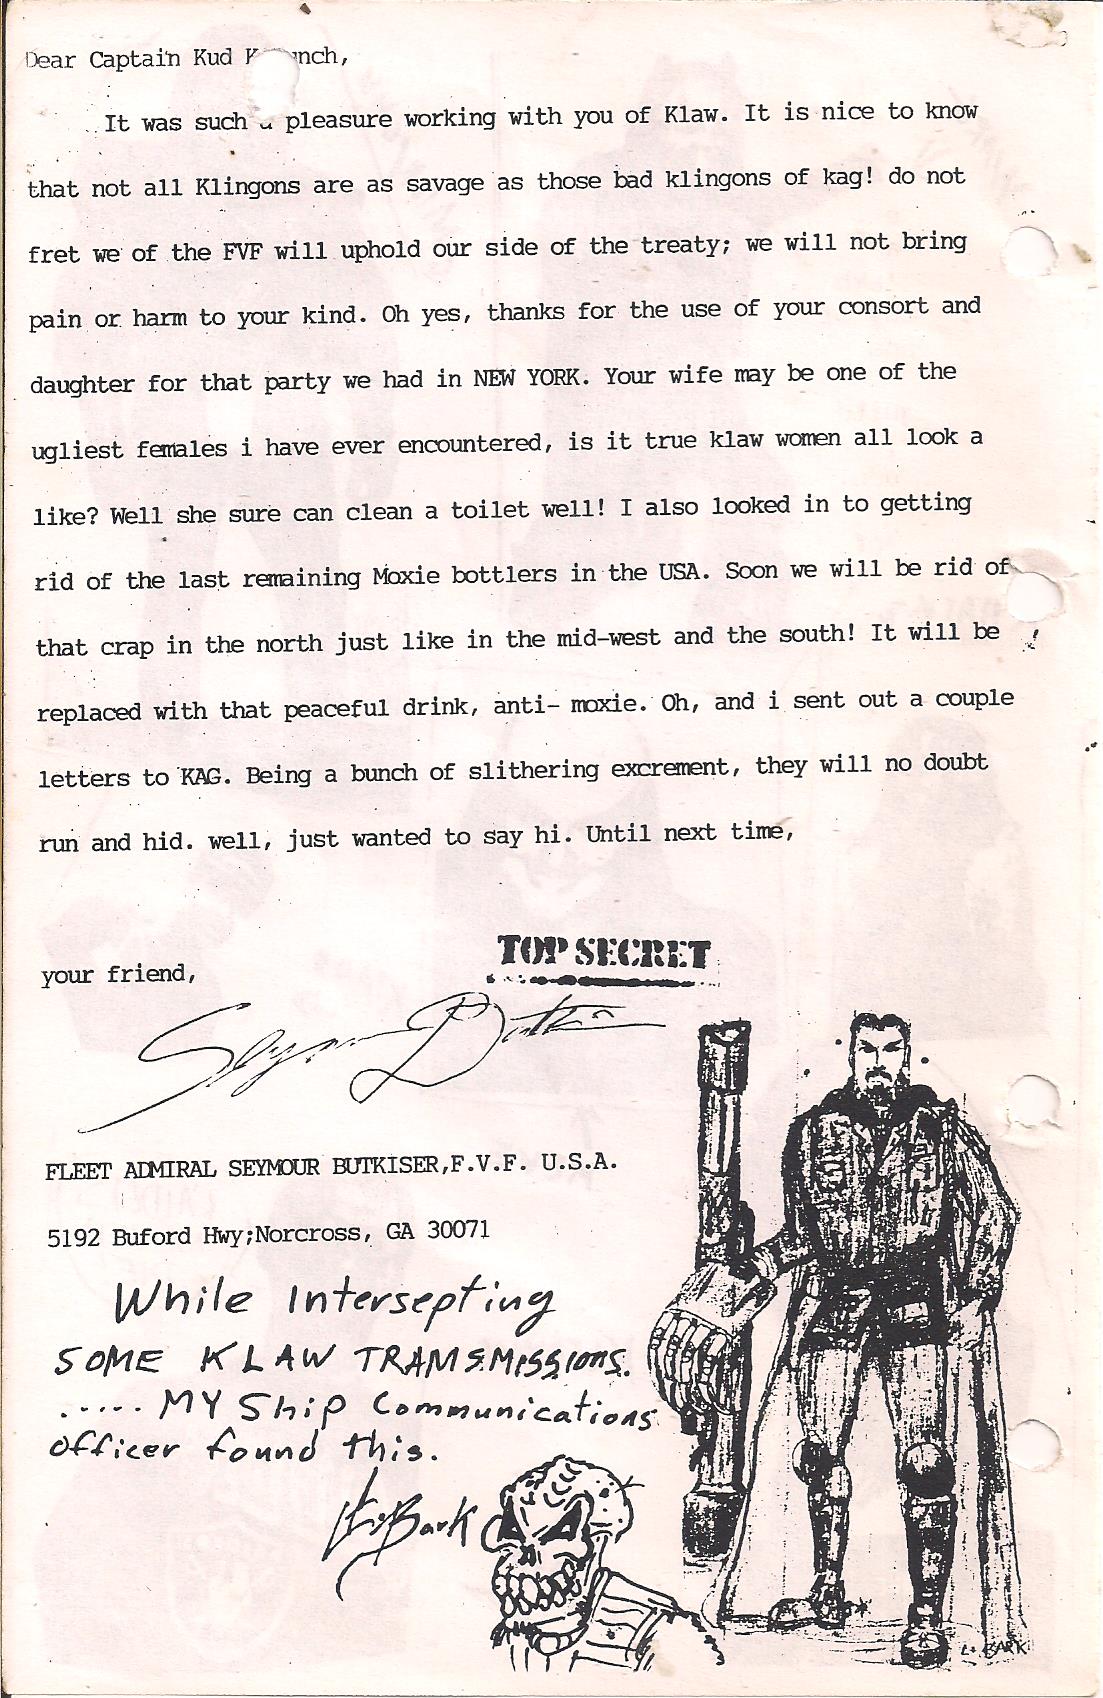 Dear Captain Kud
It was such a pleasure working with you of Klaw. It is nice to know
that not all Klingons are as savage as those bad klingons of kag! do not
fret we of the FVF will uphold our side of the treaty; we will not bring
pain or harm to your kind. Oh yes, thanks for the use of your consort and
daughter for that party we had in NEW YORK. Your wife may be one of the
ugliest females i have ever encountered, is it true klaw women all look a
like? Well she sure can clean a toilet well! I also looked in to getting
rid of the last remaining Moxie bottlers in the USA. Soon we will be rid of
that crap in the north just like in the mid-west and the south! It will be
replaced with that peaceful drink, anti- moxie. Oh, and i sent out a couple
letters to KAG. Being a bunch of slithering excrement, they will no doubt
run and hid. well, just wanted to say hi. Until next time,
TOP SECRET
your friend,
FLEET ADMIRAL SEYMOUR BUTKISER,F.V.F. U.S.A.
5192 Buford Hwy;Norcross, GA 30071
While Intersepting
SOME KLAW TRAMSMISSIONS.
..... MY Ship Communications
Officer found this.
L. BARK